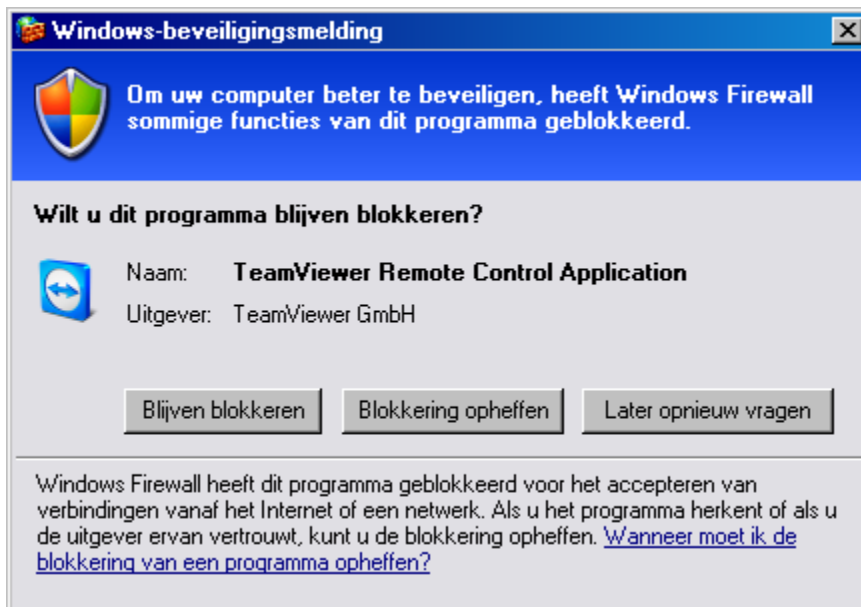 Windows-beveiligingsmelding
Om uw computer beter te beveiligen, heeft Windows Firewall
sommige functies van dit programma geblokkeerd.
Wilt u dit programma blijven blokkeren?
Naam: TeamViewer Remote Control Application
Uitgever: TeamViewer GmbH
Blijven blokkeren Blokkering opheffen Later opnieuw vragen
Windows Firewall heeft dit programma geblokkeerd voor het accepteren van
verbindingen vanaf het Internet of een netwerk. Als u het programma herkent of als u
de uitgever ervan vertrouwt, kunt u de blokkering opheffen. Wanneer moet ik de
blokkering van een programma opheffen?